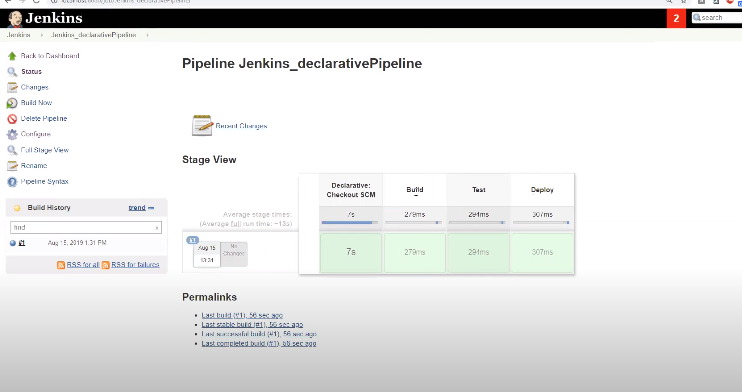 Jenkins
2
search
Jenkins
Jenkins_declarativePipeline
Back to Dashboard
Status
Changes
Build Now
Delete Pipeline
Configure
Full Stage View
Rename
Pipeline Syntax
Build History
trend
find
x
#1
Aug 15, 2019 1:31 PM
RSS for all
RSS for failures
Pipeline Jenkins_declarativePipeline
Recent Changes
Stage View
Declarative: Checkout SCM
Build
Test
Deploy
Average stage times:
(Average full run time: ~13s)
7s
279ms
294ms
307ms
#1
Aug 15
13:31
No Changes
7s
279ms
294ms
307ms
Permalinks
Last build (#1), 56 sec ago
Last stable build (#1), 56 sec ago
Last successful build (#1), 56 sec ago
Last completed build (#1), 56 sec ago